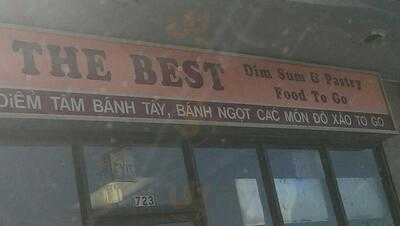 THE BEST
Dim Sum & Pastry
Food To Go
ĐIỂM TÂM BÁNH TÂY, BÁNH NGỌT CÁC MÓN ĐỒ XÀO TO GO
723